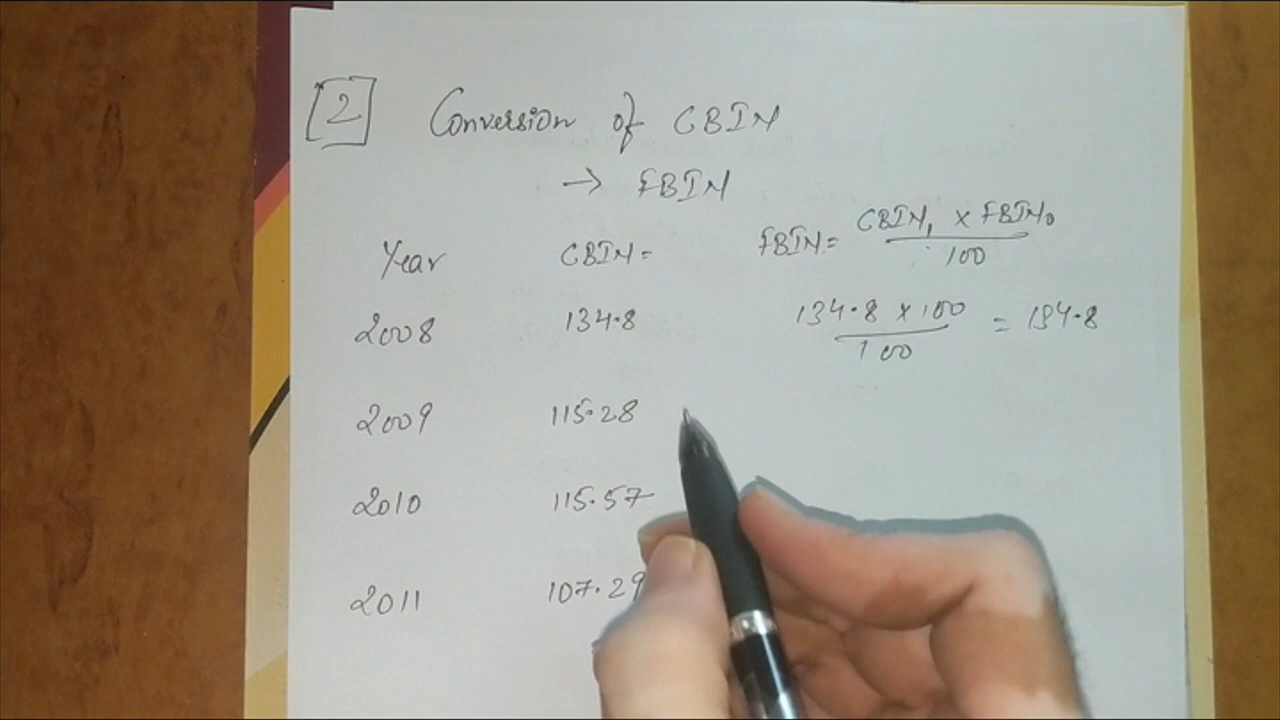 [2] Conversion of CBIN
→ FBIN
Year CBIN= FBIN = CBIN₁ x FBIN₀ / 100
2008 134.8 134.8 x 100 / 100 = 134.8
2009 115.28
2010 115.57
2011 107.29